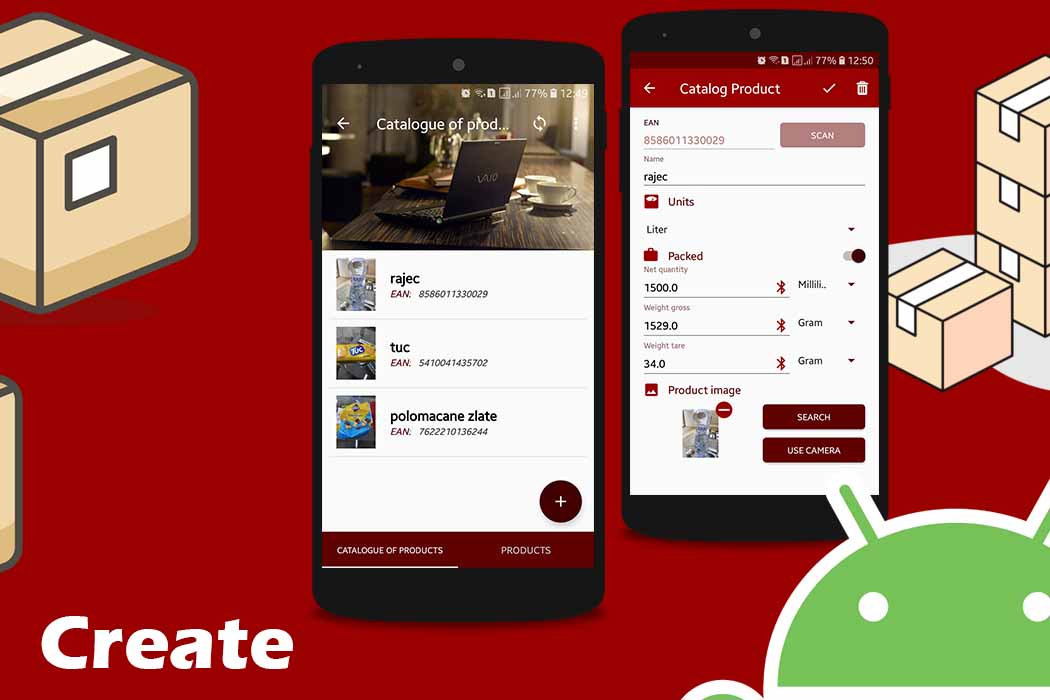 77% 12:49
Catalogue of prod...
VAIO
rajec
EAN: 8586011330029
TUC
tuc
EAN: 5410041435702
polomacane zlate
EAN: 7622210136244
+
CATALOGUE OF PRODUCTS
PRODUCTS
77% 12:50
Catalog Product
EAN
8586011330029
SCAN
Name
rajec
Units
Liter
Packed
Net quantity
1500.0
Millili..
Weight gross
1529.0
Gram
Weight tare
34.0
Gram
Product image
SEARCH
USE CAMERA
Create